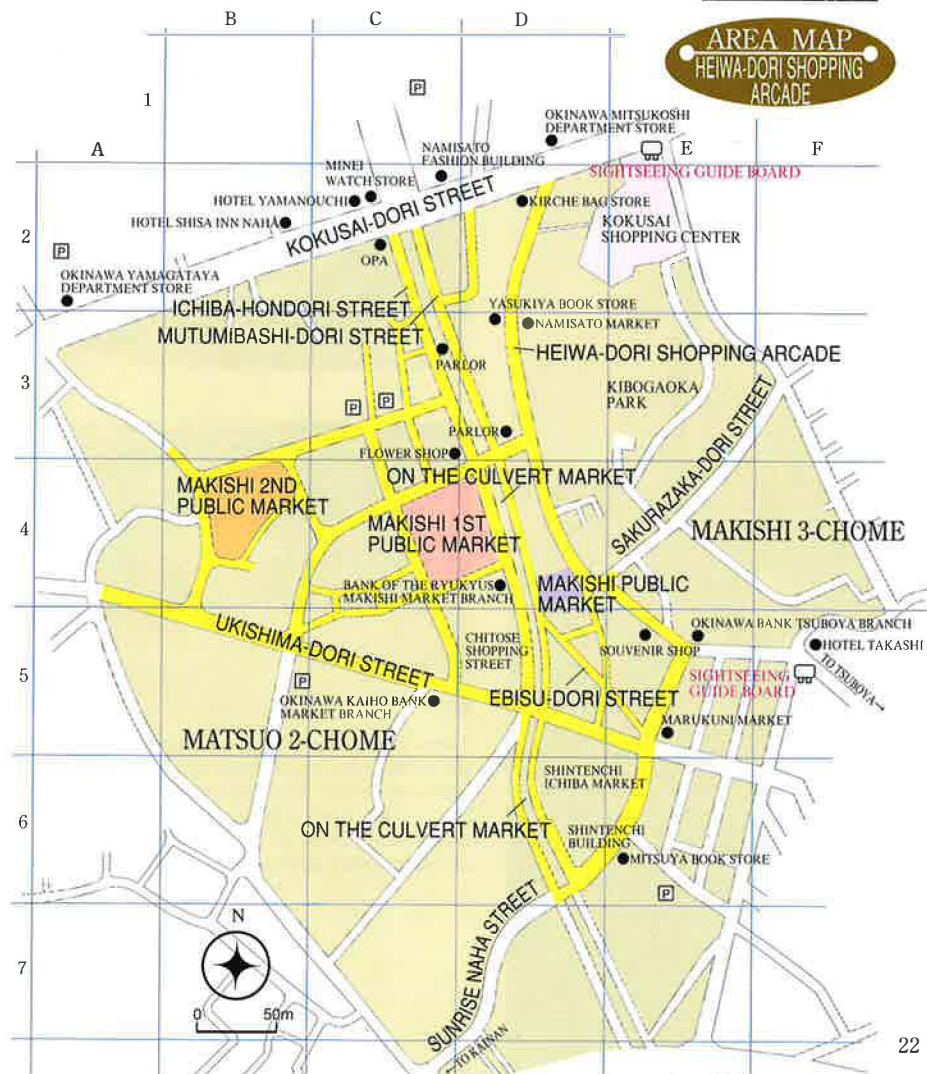 AREA MAP
HEIWA-DORI SHOPPING
ARCADE
B
C
D
1
P
OKINAWA MITSUKOSHI
DEPARTMENT STORE
A
NAMISATO
FASHION BUILDING
E
F
MINEI
WATCH STORE
SIGHTSEEING GUIDE BOARD
HOTEL YAMANOUCHI
KIRCHE BAG STORE
HOTEL SHISA INN NAHA
KOKUSAI-DORI STREET
KOKUSAI
SHOPPING CENTER
2
P
OPA
OKINAWA YAMAGATAYA
DEPARTMENT STORE
ICHIBA-HONDORI STREET
YASUKIYA BOOK STORE
MUTUMIBASHI-DORI STREET
NAMISATO MARKET
HEIWA-DORI SHOPPING ARCADE
PARLOR
3
KIBOGAOKA
PARK
P
P
SAKURAZAKA-DORI STREET
PARLOR
FLOWER SHOP
ON THE CULVERT MARKET
MAKISHI 2ND
PUBLIC MARKET
4
MAKISHI 1ST
PUBLIC MARKET
MAKISHI 3-CHOME
BANK OF THE RYUKYUS
MAKISHI MARKET BRANCH
MAKISHI PUBLIC
MARKET
UKISHIMA-DORI STREET
CHITOSE
SHOPPING
STREET
OKINAWA BANK TSUBOYA BRANCH
SOUVENIR SHOP
HOTEL TAKASHI
5
P
SIGHTSEEING
GUIDE BOARD
TO TSUBOYA→
OKINAWA KAIHO BANK
MARKET BRANCH
EBISU-DORI STREET
MARUKUNI MARKET
MATSUO 2-CHOME
SHINTENCHI
ICHIBA MARKET
6
ON THE CULVERT MARKET
SHINTENCHI
BUILDING
MITSUYA BOOK STORE
P
N
7
SUNRISE NAHA STREET
0 50m
←TO KAINAN
22